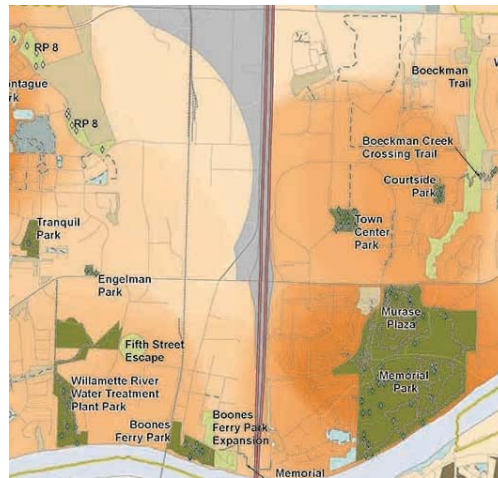 RP 8
Boeckman
Trail
ontague
Park
RP 8
Boeckman Creek
Crossing Trail
Courtside
Park
Tranquil
Park
Town
Center
Park
Engelman
Park
Murase
Plaza
Fifth Street
Escape
Willamette River
Water Treatment
Plant Park
Memorial
Park
Boones
Ferry Park
Boones
Ferry Park
Expansion
Memorial